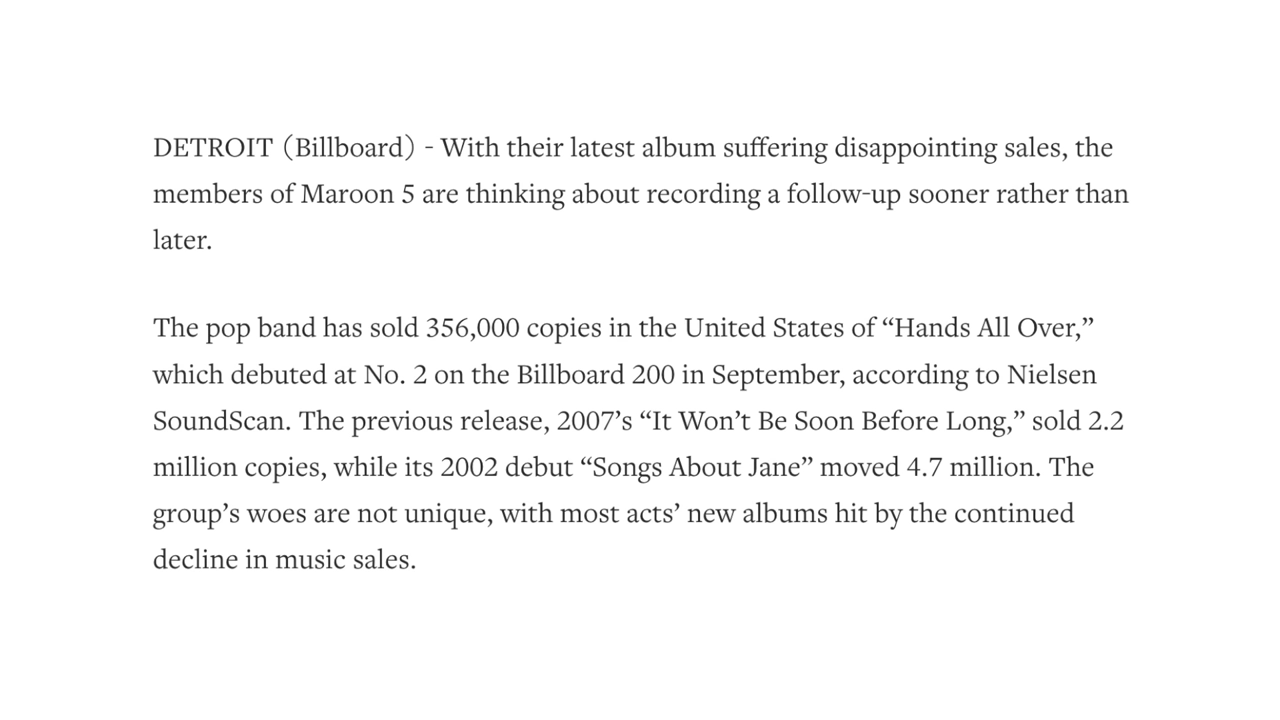 DETROIT (Billboard) - With their latest album suffering disappointing sales, the
members of Maroon 5 are thinking about recording a follow-up sooner rather than
later.
The pop band has sold 356,000 copies in the United States of “Hands All Over,”
which debuted at No. 2 on the Billboard 200 in September, according to Nielsen
SoundScan. The previous release, 2007’s “It Won’t Be Soon Before Long,” sold 2.2
million copies, while its 2002 debut “Songs About Jane” moved 4.7 million. The
group’s woes are not unique, with most acts’ new albums hit by the continued
decline in music sales.